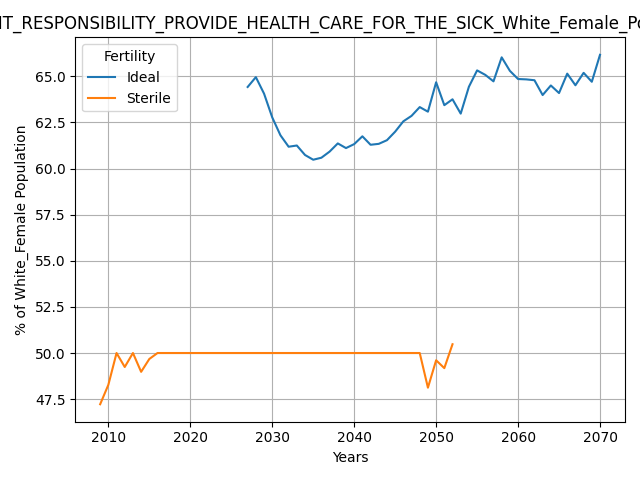 IT_RESPONSIBILITY_PROVIDE_HEALTH_CARE_FOR_THE_SICK_White_Female_Po
Fertility
Ideal
Sterile
% of White_Female Population
65.0
62.5
60.0
57.5
55.0
52.5
50.0
47.5
2010 2020 2030 2040 2050 2060 2070
Years